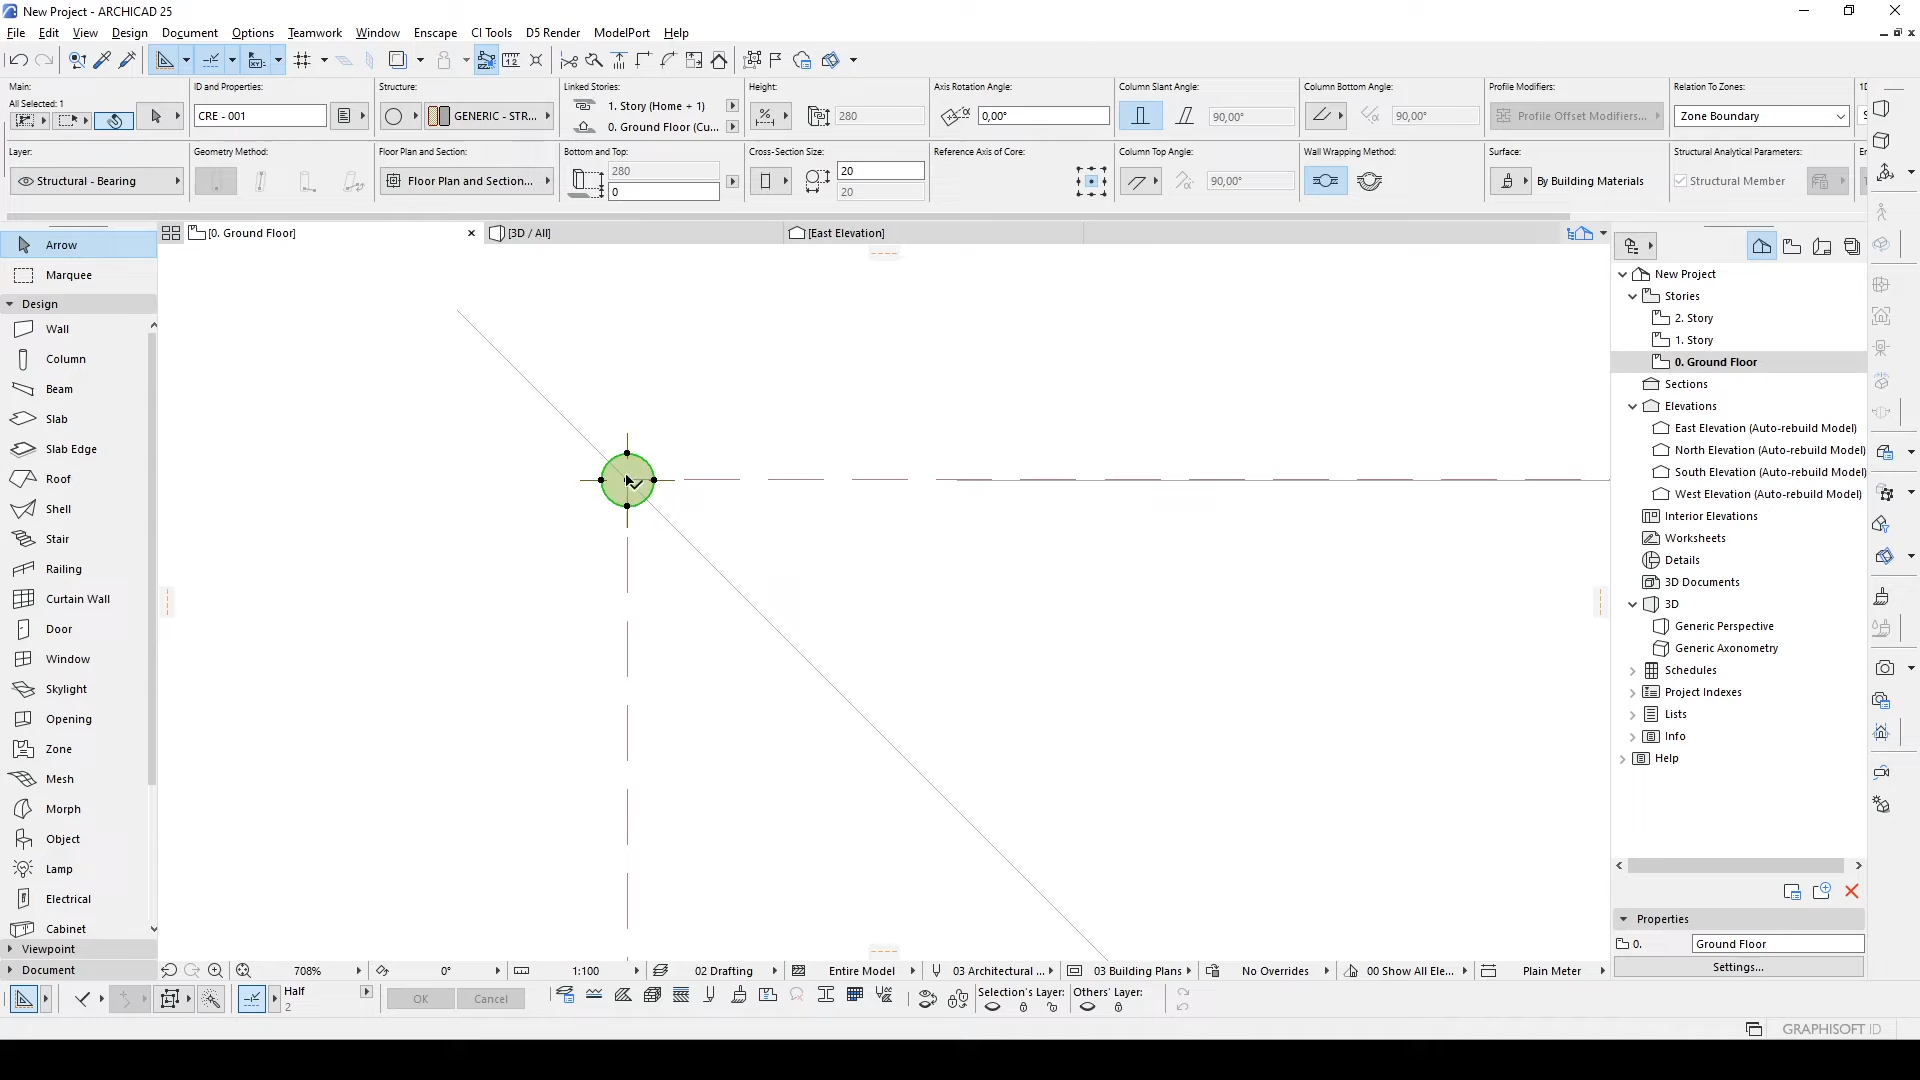 New Project - ARCHICAD 25
File Edit View Design Document Options Teamwork Window Enscape CI Tools D5 Render ModelPort Help
Main: ID and Properties: Structure: Linked Stories: Height: Axis Rotation Angle: Column Slant Angle: Column Bottom Angle: Profile Modifiers: Relation To Zones:
All Selected: 1
1. Story (Home + 1)
CRE - 001 GENERIC - STR... 280 0,00° 90,00° 90,00° Profile Offset Modifiers... Zone Boundary
0. Ground Floor (Cu...
Layer: Geometry Method: Floor Plan and Section: Bottom and Top: Cross-Section Size: Reference Axis of Core: Column Top Angle: Wall Wrapping Method: Surface: Structural Analytical Parameters:
280 20
Structural - Bearing Floor Plan and Section... 90,00° By Building Materials Structural Member
0 20
[0. Ground Floor] [3D / All] [East Elevation]
Arrow
Marquee
Design
Wall
Column
Beam
Slab
Slab Edge
Roof
Shell
Stair
Railing
Curtain Wall
Door
Window
Skylight
Opening
Zone
Mesh
Morph
Object
Lamp
Electrical
Cabinet
Viewpoint
Document
New Project
Stories
2. Story
1. Story
0. Ground Floor
Sections
Elevations
East Elevation (Auto-rebuild Model)
North Elevation (Auto-rebuild Model)
South Elevation (Auto-rebuild Model)
West Elevation (Auto-rebuild Model)
Interior Elevations
Worksheets
Details
3D Documents
3D
Generic Perspective
Generic Axonometry
Schedules
Project Indexes
Lists
Info
Help
Properties
0. Ground Floor
Settings...
708% 0° 1:100 02 Drafting Entire Model 03 Architectural ... 03 Building Plans No Overrides 00 Show All Ele... Plain Meter
Half
2
OK Cancel
Selection's Layer: Others' Layer:
GRAPHISOFT ID